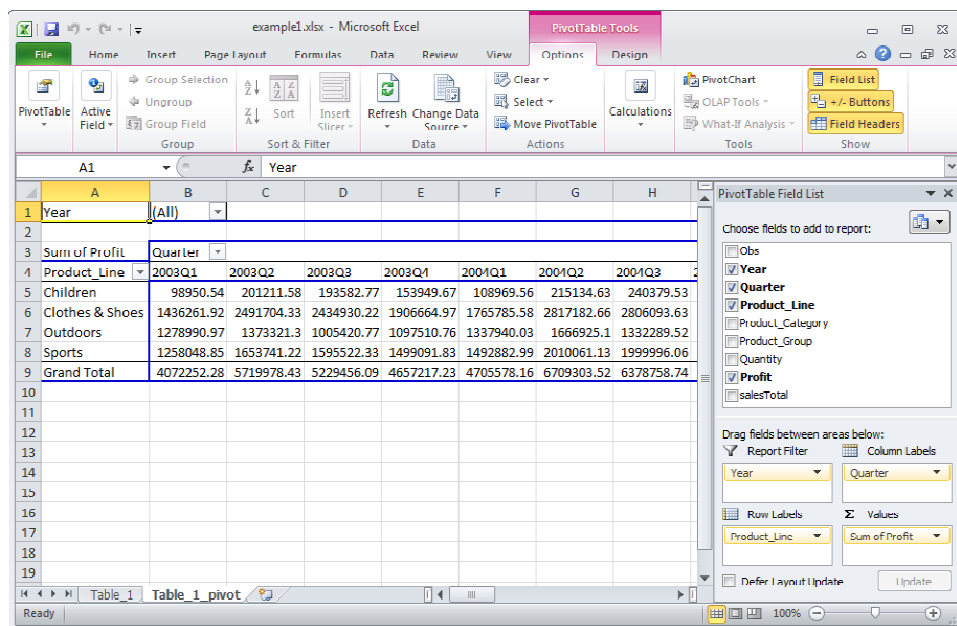 example1.xlsx - Microsoft Excel
PivotTable Tools
File Home Insert Page Layout Formulas Data Review View Options Design
PivotTable
Active Field
Group Selection
Ungroup
Group Field
Group
Sort
Insert Slicer
Sort & Filter
Refresh
Change Data Source
Data
Clear
Select
Move PivotTable
Actions
Calculations
PivotChart
OLAP Tools
What-If Analysis
Tools
Field List
+/- Buttons
Field Headers
Show
A1 fx Year
A B C D E F G H
1 Year (All)
2
3 Sum of Profit Quarter
4 Product_Line 2003Q1 2003Q2 2003Q3 2003Q4 2004Q1 2004Q2 2004Q3
5 Children 98950.54 201211.58 193582.77 153949.67 108969.56 215134.63 240379.53
6 Clothes & Shoes 1436261.92 2491704.33 2434930.22 1906664.97 1765785.58 2817182.66 2806093.63
7 Outdoors 1278990.97 1373321.3 1005420.77 1097510.76 1337940.03 1666925.1 1332289.52
8 Sports 1258048.85 1653741.22 1595522.33 1499091.83 1492882.99 2010061.13 1999996.06
9 Grand Total 4072252.28 5719978.43 5229456.09 4657217.23 4705578.16 6709303.52 6378758.74
10
11
12
13
14
15
16
17
18
19
PivotTable Field List
Choose fields to add to report:
Obs
Year
Quarter
Product_Line
Product_Category
Product_Group
Quantity
Profit
salesTotal
Drag fields between areas below:
Report Filter Column Labels
Year Quarter
Row Labels Σ Values
Product_Line Sum of Profit
Defer Layout Update Update
Table_1 Table_1_pivot
Ready 100%